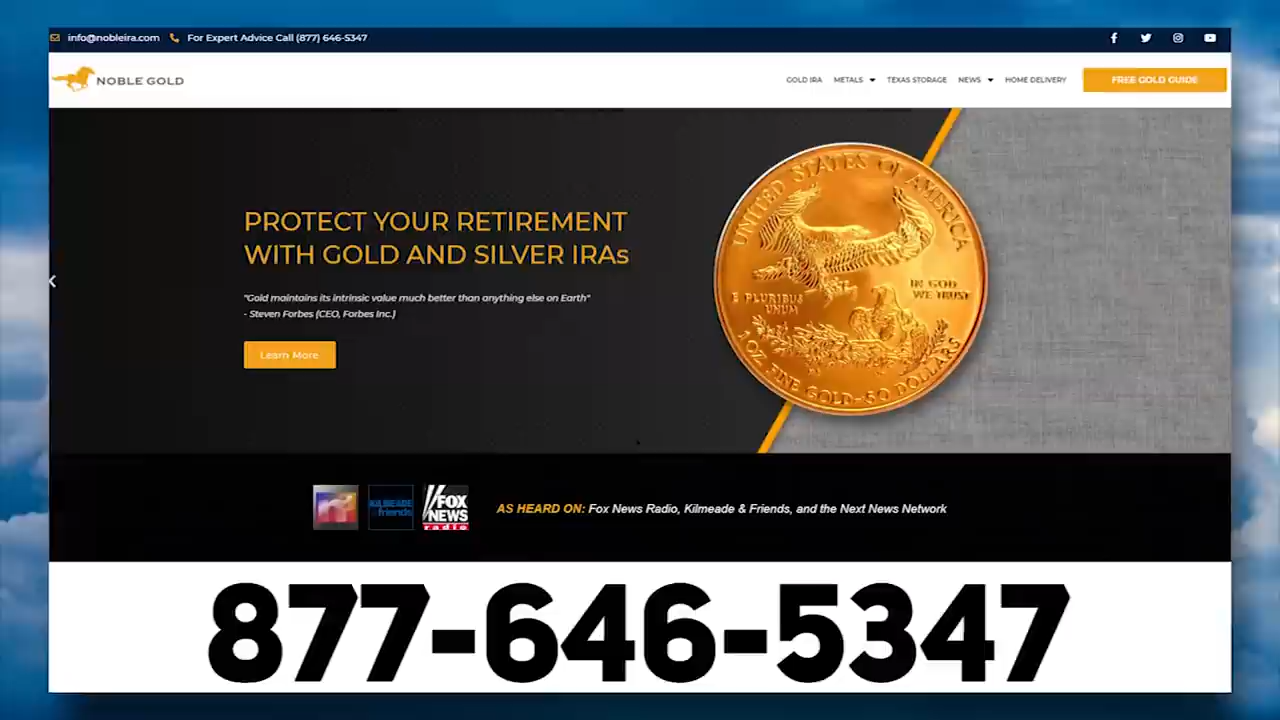 info@nobleira.com For Expert Advice Call (877) 646-5347
NOBLE GOLD
GOLD IRA METALS TEXAS STORAGE NEWS HOME DELIVERY FREE GOLD GUIDE
PROTECT YOUR RETIREMENT
WITH GOLD AND SILVER IRAs
"Gold maintains its intrinsic value much better than anything else on Earth"
- Steven Forbes (CEO, Forbes Inc.)
Learn More
UNITED STATES OF AMERICA
IN GOD
WE TRUST
E PLURIBUS
UNUM
1 OZ. FINE GOLD–50 DOLLARS
KILMEADE
friends
FOX
NEWS
radio
AS HEARD ON: Fox News Radio, Kilmeade & Friends, and the Next News Network
877-646-5347